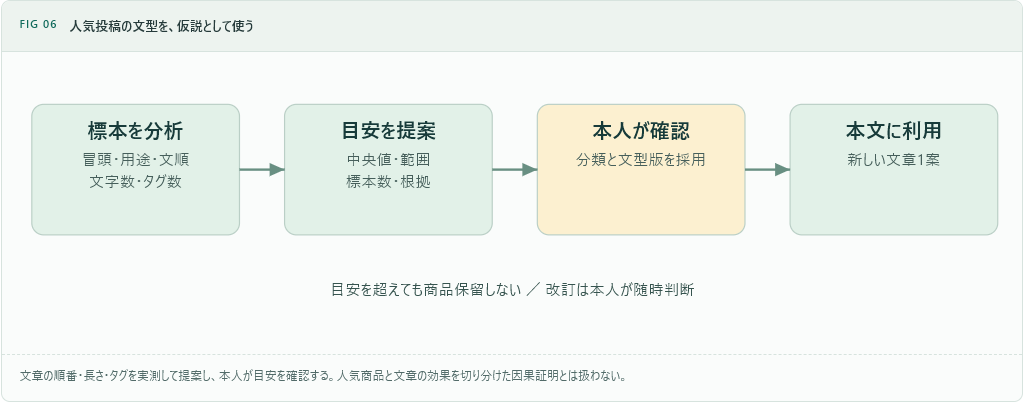 FIG 06 人気投稿の文型を、仮説として使う
標本を分析
冒頭・用途・文順
文字数・タグ数
目安を提案
中央値・範囲
標本数・根拠
本人が確認
分類と文型版を採用
本文に利用
新しい文章1案
目安を超えても商品保留しない ／ 改訂は本人が随時判断
文章の順番・長さ・タグを実測して提案し、本人が目安を確認する。人気商品と文章の効果を切り分けた因果証明とは扱わない。